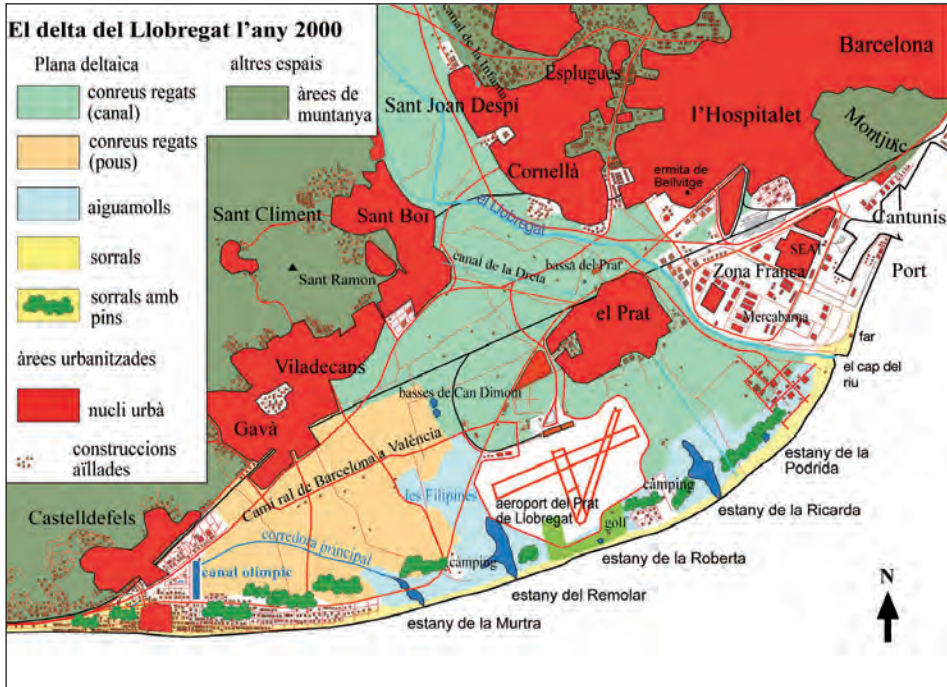 El delta del Llobregat l'any 2000
Plana deltaica
conreus regats
(canal)
conreus regats
(pous)
aiguamolls
sorrals
sorrals amb
pins
àrees urbanitzades
nucli urbà
construccions
aïllades
altres espais
àrees de
muntanya
canal de la Infanta
Esplugues
Barcelona
Sant Joan Despí
l'Hospitalet
Montjuïc
Cornellà
ermita de
Bellvitge
Sant Climent
Sant Boi
el Llobregat
Cantunis
SEAT
Port
Sant Ramon
canal de la Dreta
bassa del Prat
Zona Franca
el Prat
Mercabarna
far
el cap del
riu
Viladecans
basses de Can Dimoni
Gavà
Camí ral de Barcelona a València
les Filipines
aeroport del Prat
de Llobregat
càmping
estany de la
Podrida
golf
estany de la Ricarda
Castelldefels
corredora principal
càmping
estany de la Roberta
canal olímpic
estany del Remolar
estany de la Murtra
N